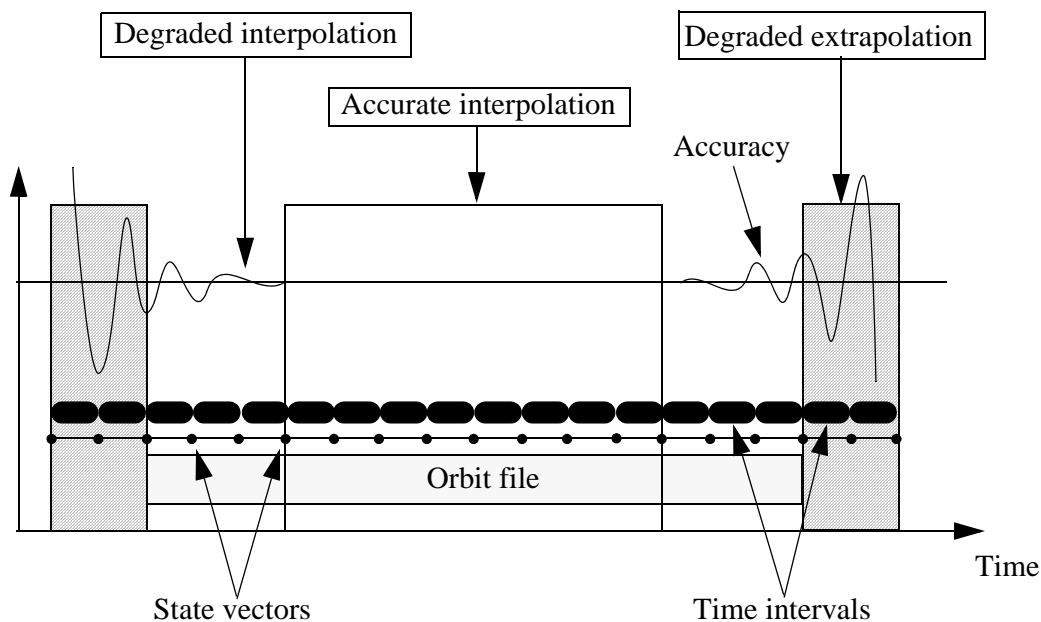 Degraded interpolation
Degraded extrapolation
Accurate interpolation
Accuracy
Orbit file
Time
State vectors
Time intervals